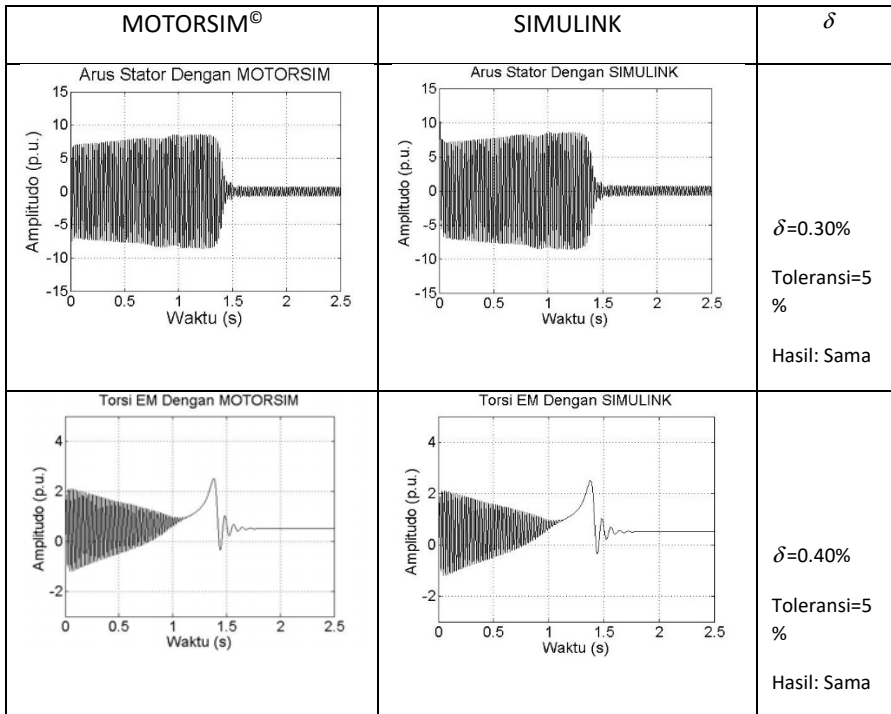 MOTORSIM©
SIMULINK
δ
Arus Stator Dengan MOTORSIM
15
10
5
0
-5
-10
-15
Amplitudo (p.u.)
0 0.5 1 1.5 2 2.5
Waktu (s)
Arus Stator Dengan SIMULINK
15
10
5
0
-5
-10
-15
Amplitudo (p.u.)
0 0.5 1 1.5 2 2.5
Waktu (s)
δ=0.30%
Toleransi=5
%
Hasil: Sama
Torsi EM Dengan MOTORSIM
4
2
0
-2
Amplitudo (p.u.)
0 0.5 1 1.5 2 2.5
Waktu (s)
Torsi EM Dengan SIMULINK
4
2
0
-2
Amplitudo (p.u.)
0 0.5 1 1.5 2 2.5
Waktu (s)
δ=0.40%
Toleransi=5
%
Hasil: Sama